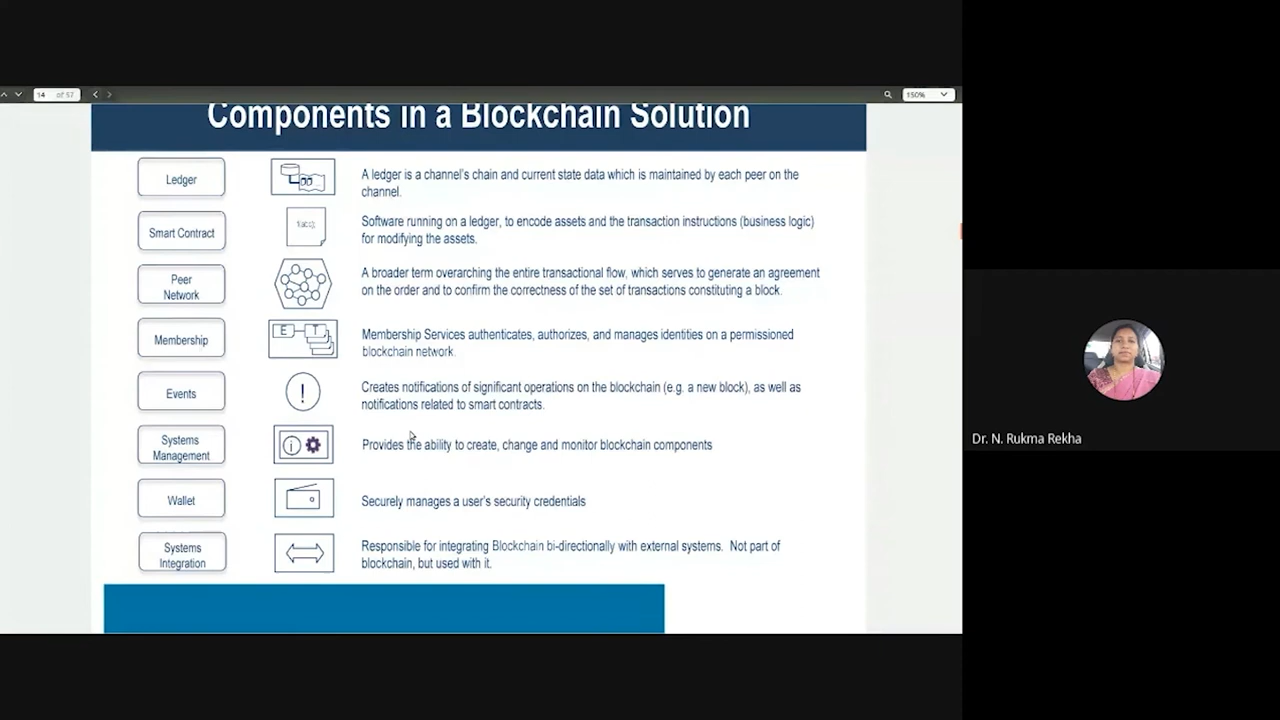 14 of 57
150%
Components in a Blockchain Solution
Ledger
A ledger is a channel's chain and current state data which is maintained by each peer on the
channel.
Smart Contract
Software running on a ledger, to encode assets and the transaction instructions (business logic)
for modifying the assets.
Peer
Network
A broader term overarching the entire transactional flow, which serves to generate an agreement
on the order and to confirm the correctness of the set of transactions constituting a block.
Membership
E T
Membership Services authenticates, authorizes, and manages identities on a permissioned
blockchain network.
Events
!
Creates notifications of significant operations on the blockchain (e.g. a new block), as well as
notifications related to smart contracts.
Systems
Management
i
Provides the ability to create, change and monitor blockchain components
Wallet
Securely manages a user's security credentials
Systems
Integration
Responsible for integrating Blockchain bi-directionally with external systems. Not part of
blockchain, but used with it.
Dr. N. Rukma Rekha